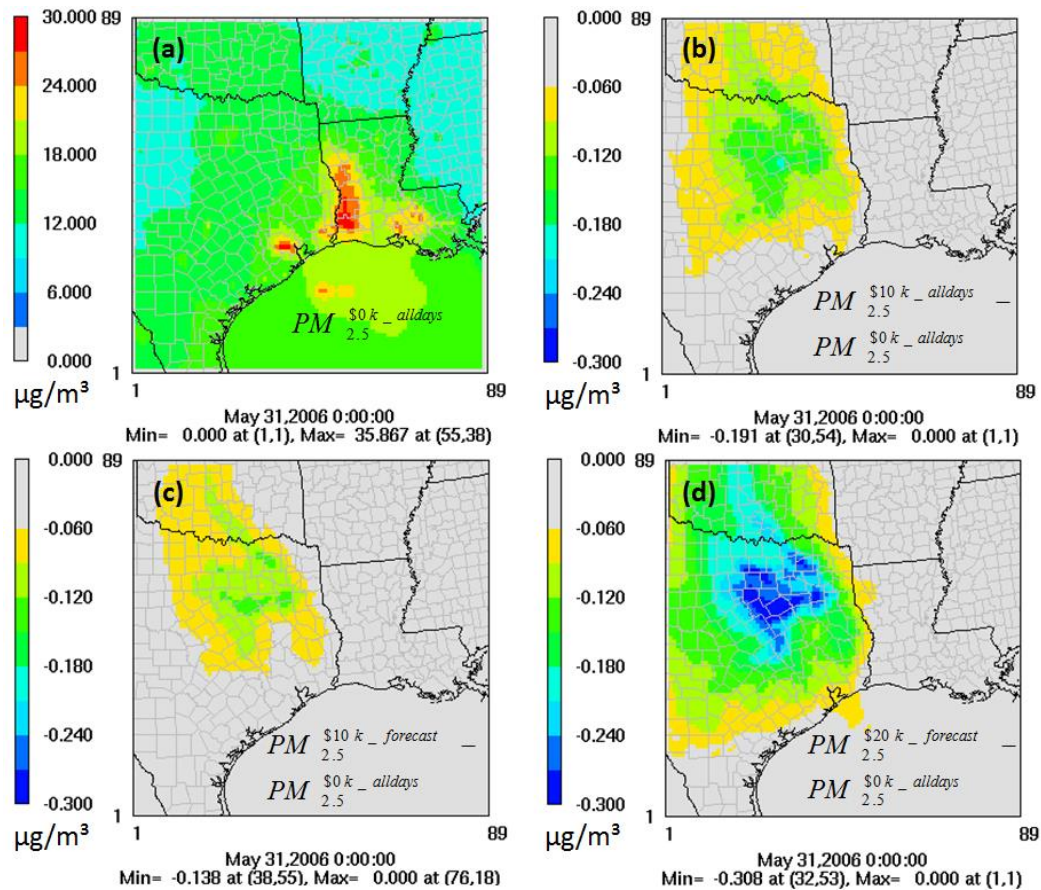 (a)
30.000
24.000
18.000
12.000
6.000
0.000
µg/m³
89
1
1
89
PM 2.5 $0 k _ alldays
May 31,2006 0:00:00
Min= 0.000 at (1,1), Max= 35.867 at (55,38)
(b)
0.000
-0.060
-0.120
-0.180
-0.240
-0.300
µg/m³
89
1
1
89
PM 2.5 $10 k _ alldays –
PM 2.5 $0 k _ alldays
May 31,2006 0:00:00
Min= -0.191 at (30,54), Max= 0.000 at (1,1)
(c)
0.000
-0.060
-0.120
-0.180
-0.240
-0.300
µg/m³
89
1
1
89
PM 2.5 $10 k _ forecast –
PM 2.5 $0 k _ alldays
May 31,2006 0:00:00
Min= -0.138 at (38,55), Max= 0.000 at (76,18)
(d)
0.000
-0.060
-0.120
-0.180
-0.240
-0.300
µg/m³
89
1
1
89
PM 2.5 $20 k _ forecast –
PM 2.5 $0 k _ alldays
May 31,2006 0:00:00
Min= -0.308 at (32,53), Max= 0.000 at (1,1)